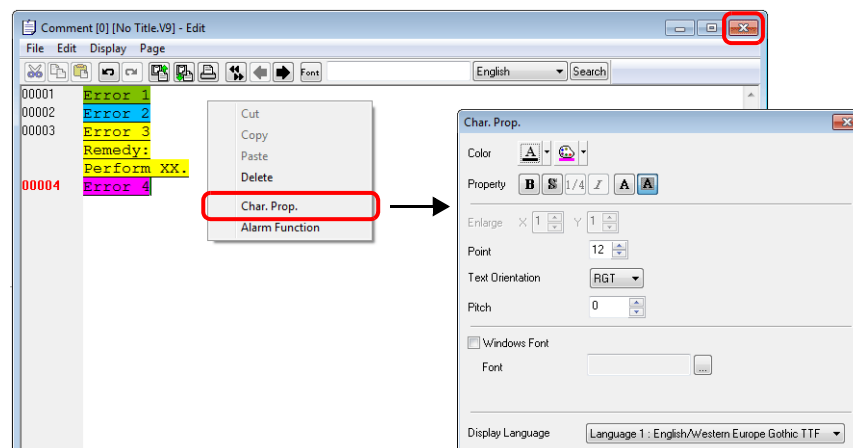 Comment [0] [No Title.V9] - Edit
File Edit Display Page
Font English Search
00001 Error 1
00002 Error 2
00003 Error 3
Remedy:
Perform XX.
00004 Error 4
Cut
Copy
Paste
Delete
Char. Prop.
Alarm Function
Char. Prop.
Color A
Property B S 1/4 I A A
Enlarge X 1 Y 1
Point 12
Text Orientation RGT
Pitch 0
Windows Font
Font ...
Display Language Language 1 : English/Western Europe Gothic TTF